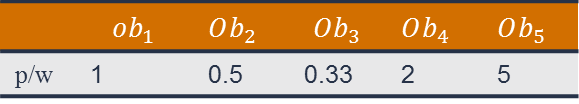 ob₁ Ob₂ Ob₃ Ob₄ Ob₅
p/w 1 0.5 0.33 2 5